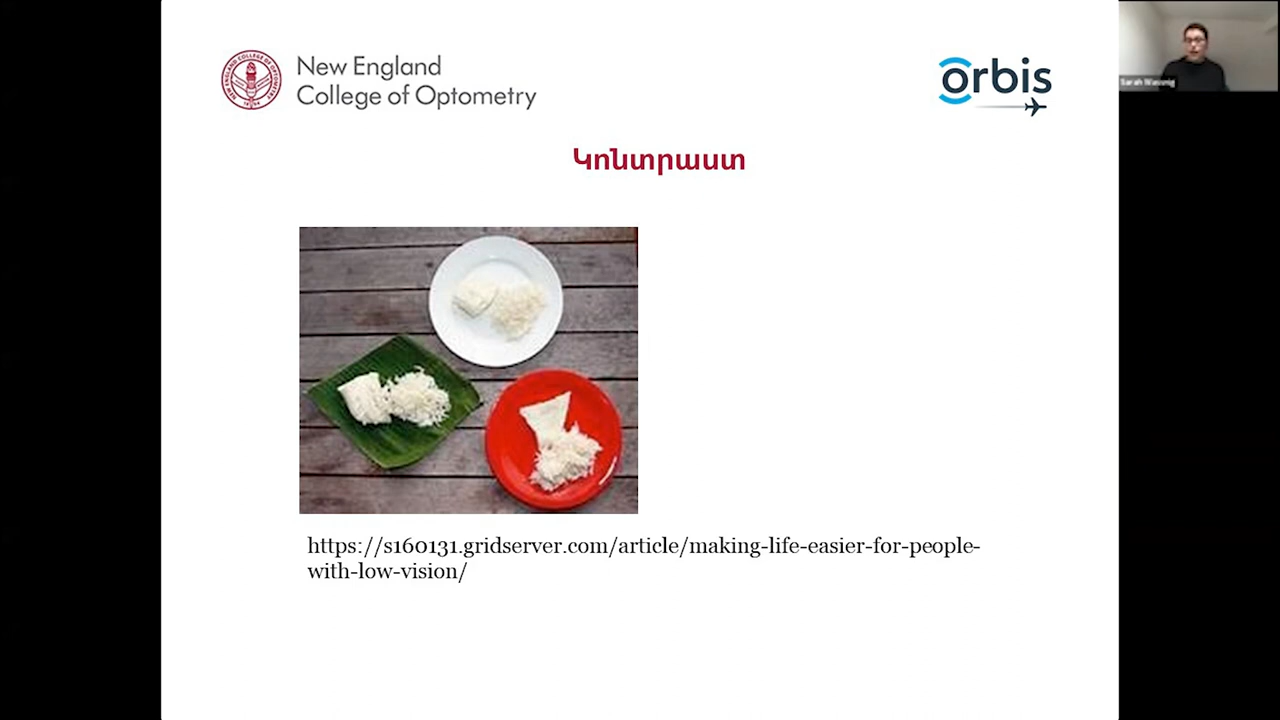 New England
College of Optometry
orbis
Կոնտրաստ
https://s160131.gridserver.com/article/making-life-easier-for-people-
with-low-vision/